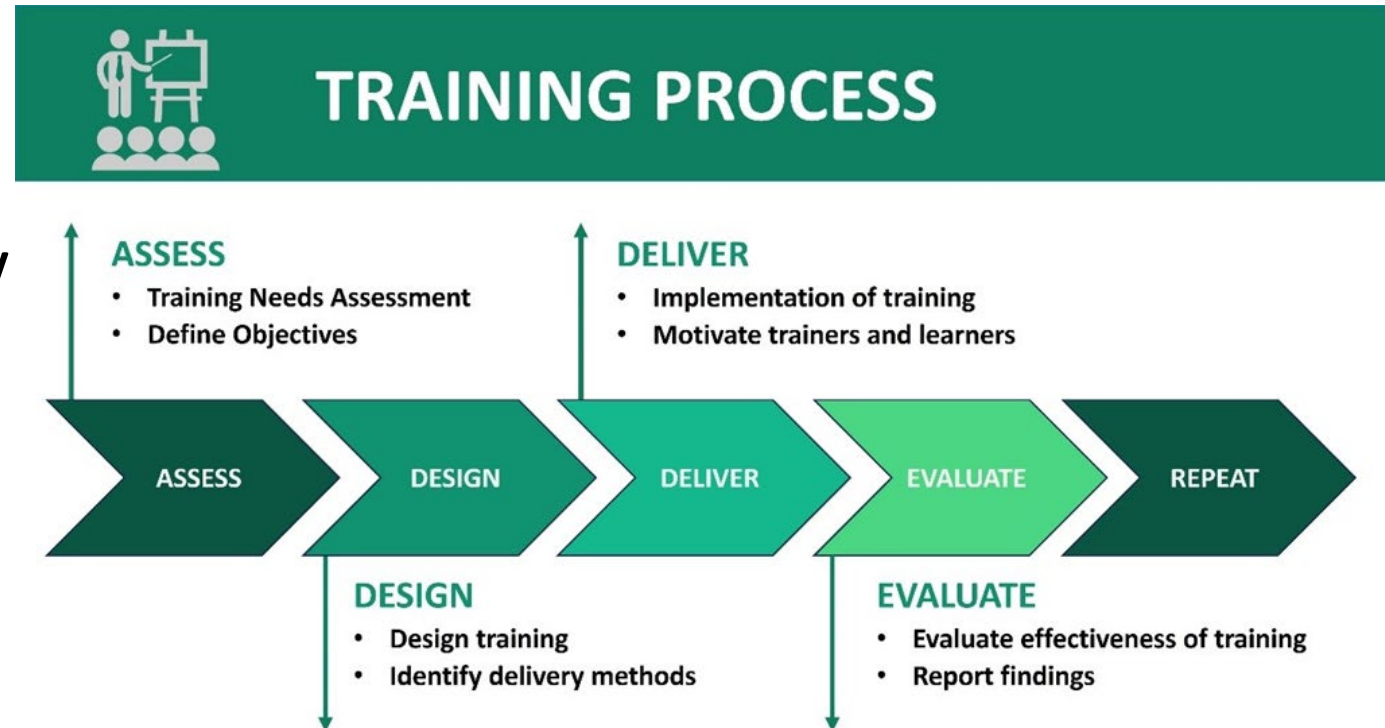 TRAINING PROCESS
ASSESS
• Training Needs Assessment
• Define Objectives
DELIVER
• Implementation of training
• Motivate trainers and learners
ASSESS
DESIGN
DELIVER
EVALUATE
REPEAT
DESIGN
• Design training
• Identify delivery methods
EVALUATE
• Evaluate effectiveness of training
• Report findings